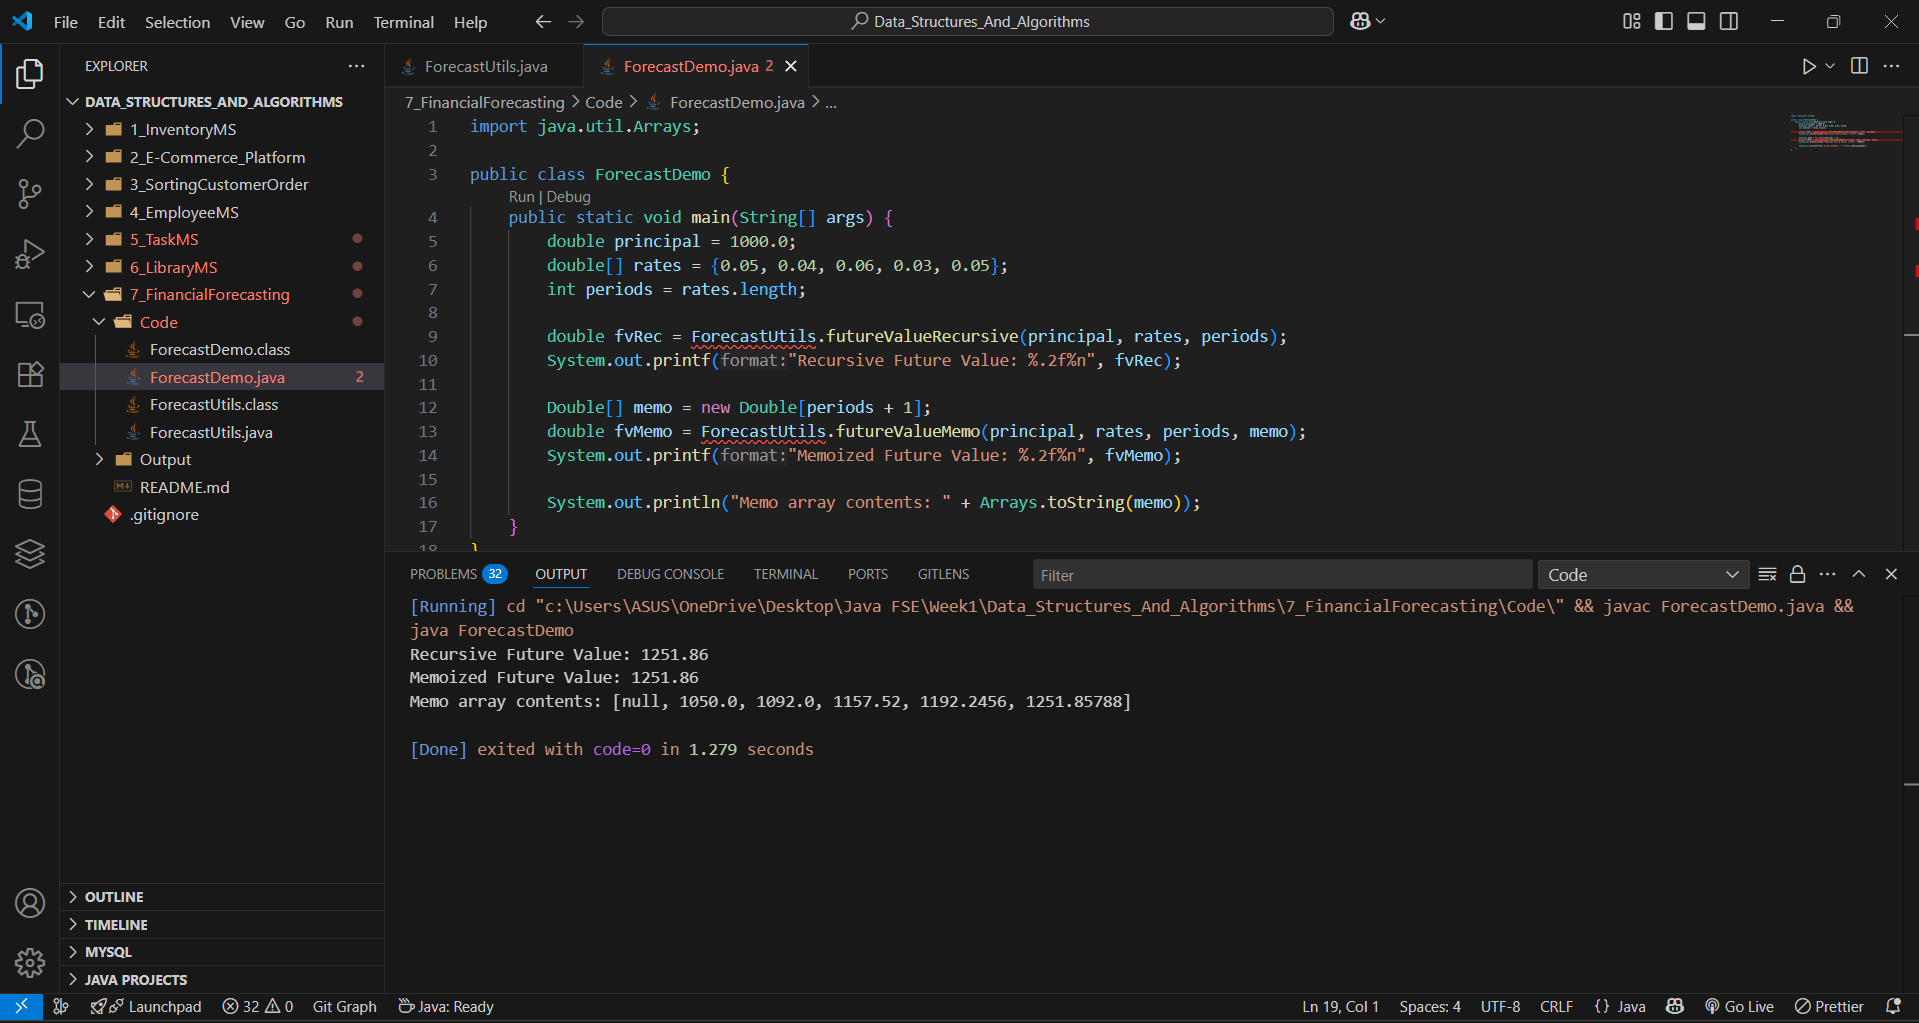 File Edit Selection View Go Run Terminal Help
Data_Structures_And_Algorithms
EXPLORER
DATA_STRUCTURES_AND_ALGORITHMS
1_InventoryMS
2_E-Commerce_Platform
3_SortingCustomerOrder
4_EmployeeMS
5_TaskMS
6_LibraryMS
7_FinancialForecasting
Code
ForecastDemo.class
ForecastDemo.java 2
ForecastUtils.class
ForecastUtils.java
Output
README.md
.gitignore
OUTLINE
TIMELINE
MYSQL
JAVA PROJECTS
ForecastUtils.java
ForecastDemo.java 2
7_FinancialForecasting > Code > ForecastDemo.java > ...
1 import java.util.Arrays;
2
3 public class ForecastDemo {
Run | Debug
4 public static void main(String[] args) {
5 double principal = 1000.0;
6 double[] rates = {0.05, 0.04, 0.06, 0.03, 0.05};
7 int periods = rates.length;
8
9 double fvRec = ForecastUtils.futureValueRecursive(principal, rates, periods);
10 System.out.printf(format:"Recursive Future Value: %.2f%n", fvRec);
11
12 Double[] memo = new Double[periods + 1];
13 double fvMemo = ForecastUtils.futureValueMemo(principal, rates, periods, memo);
14 System.out.printf(format:"Memoized Future Value: %.2f%n", fvMemo);
15
16 System.out.println("Memo array contents: " + Arrays.toString(memo));
17 }
18 }
PROBLEMS 32 OUTPUT DEBUG CONSOLE TERMINAL PORTS GITLENS
Filter
Code
[Running] cd "c:\Users\ASUS\OneDrive\Desktop\Java FSE\Week1\Data_Structures_And_Algorithms\7_FinancialForecasting\Code\" && javac ForecastDemo.java &&
java ForecastDemo
Recursive Future Value: 1251.86
Memoized Future Value: 1251.86
Memo array contents: [null, 1050.0, 1092.0, 1157.52, 1192.2456, 1251.85788]
[Done] exited with code=0 in 1.279 seconds
Launchpad 32 0 Git Graph Java: Ready Ln 19, Col 1 Spaces: 4 UTF-8 CRLF {} Java Go Live Prettier